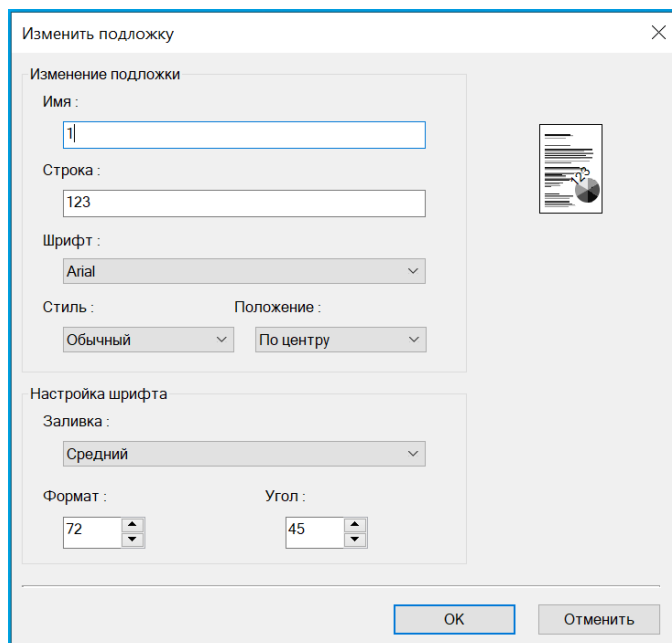 Изменить подложку
Изменение подложки
Имя :
1
Строка :
123
Шрифт :
Arial
Стиль : Положение :
Обычный По центру
Настройка шрифта
Заливка :
Средний
Формат : Угол :
72 45
123
OK Отменить